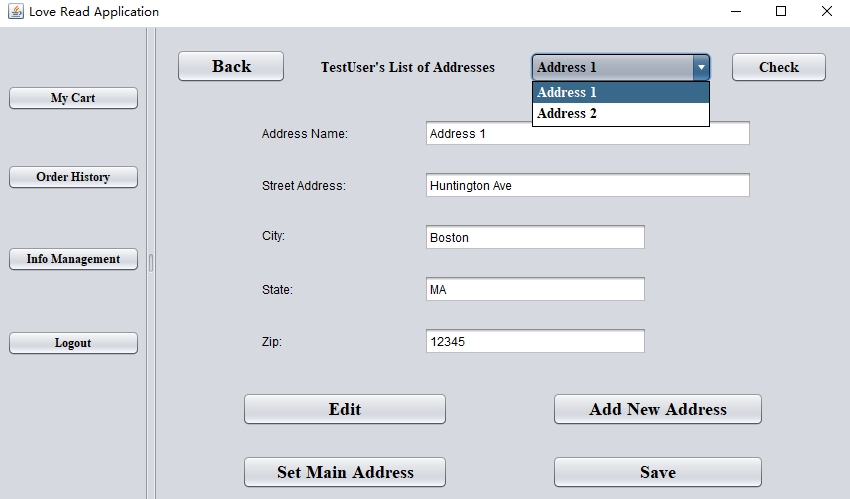 Love Read Application
My Cart
Order History
Info Management
Logout
Back
TestUser's List of Addresses
Address 1
Check
Address 1
Address 2
Address Name:
Address 1
Street Address:
Huntington Ave
City:
Boston
State:
MA
Zip:
12345
Edit
Add New Address
Set Main Address
Save